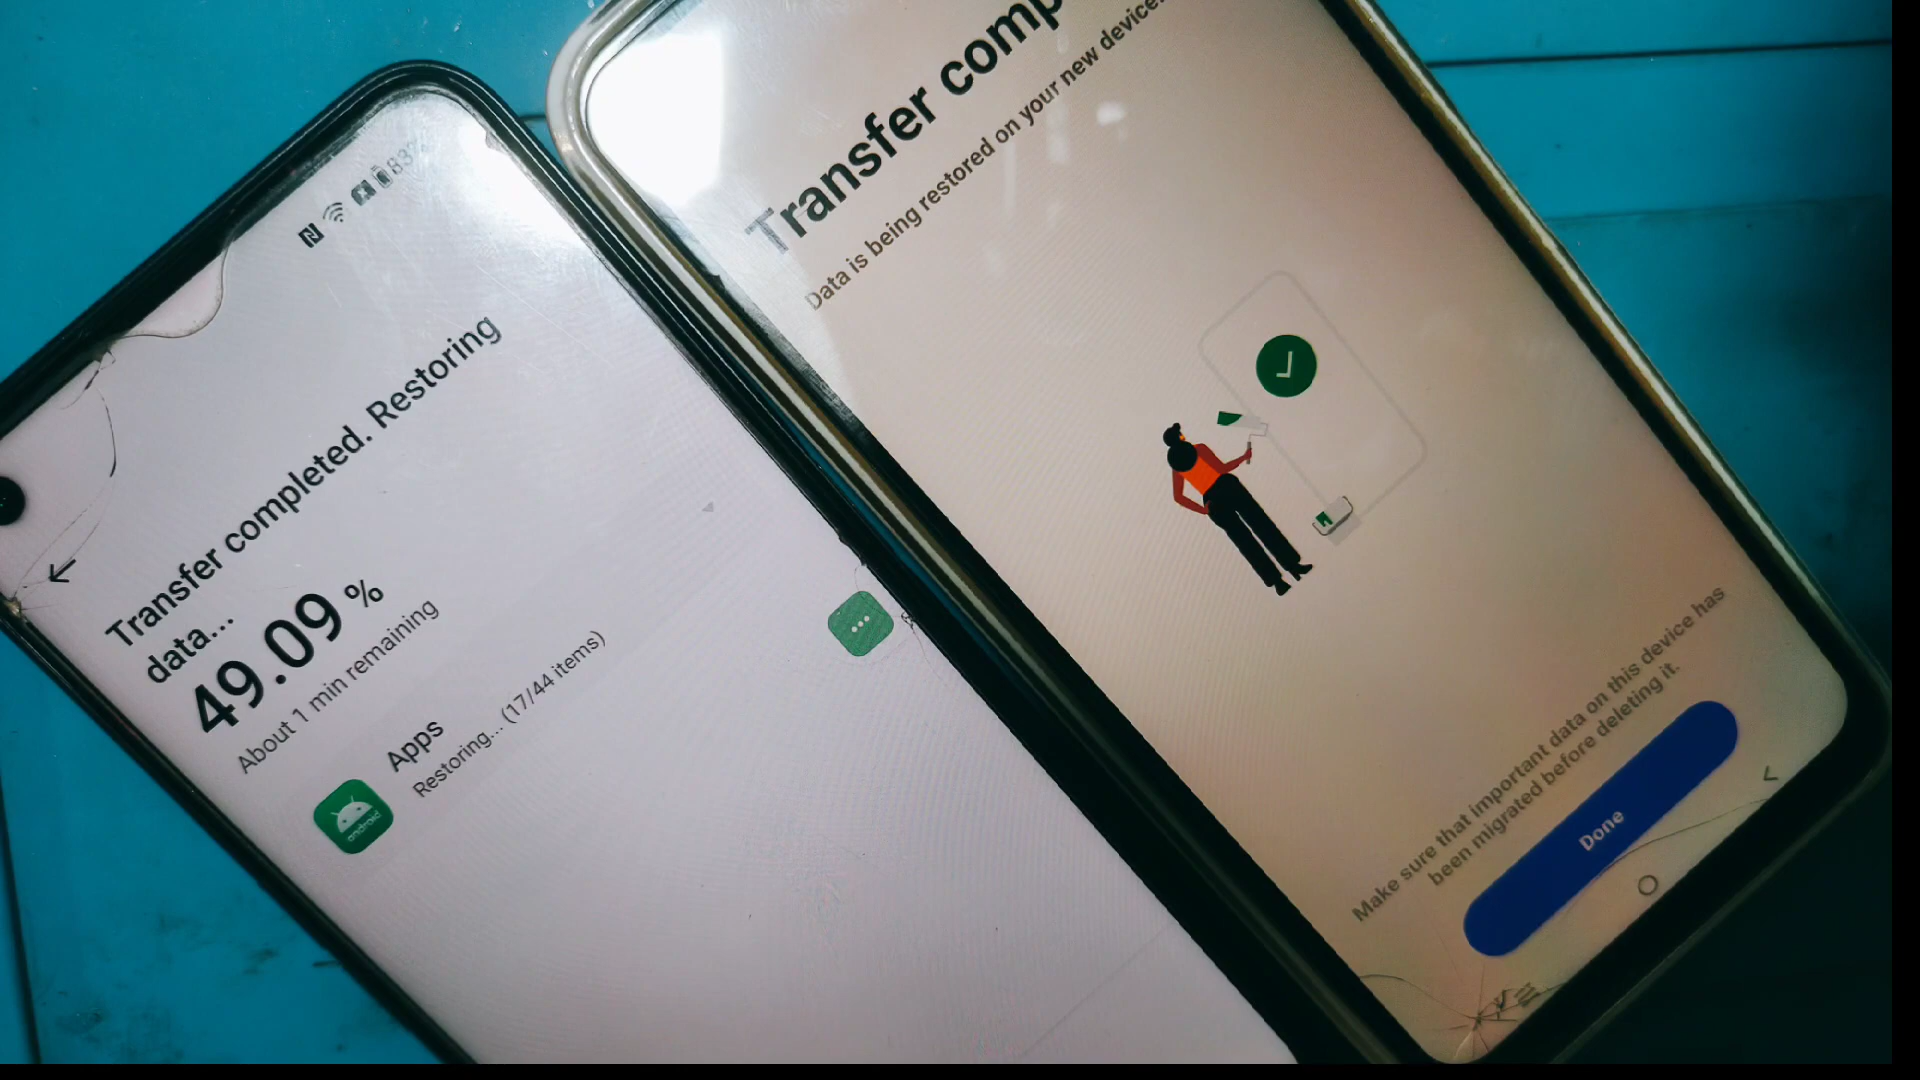 83%
Transfer completed. Restoring
data...
49.09 %
About 1 min remaining
Apps
Restoring... (17/44 items)
android
Transfer comp
Data is being restored on your new device.
Make sure that important data on this device has
been migrated before deleting it.
Done